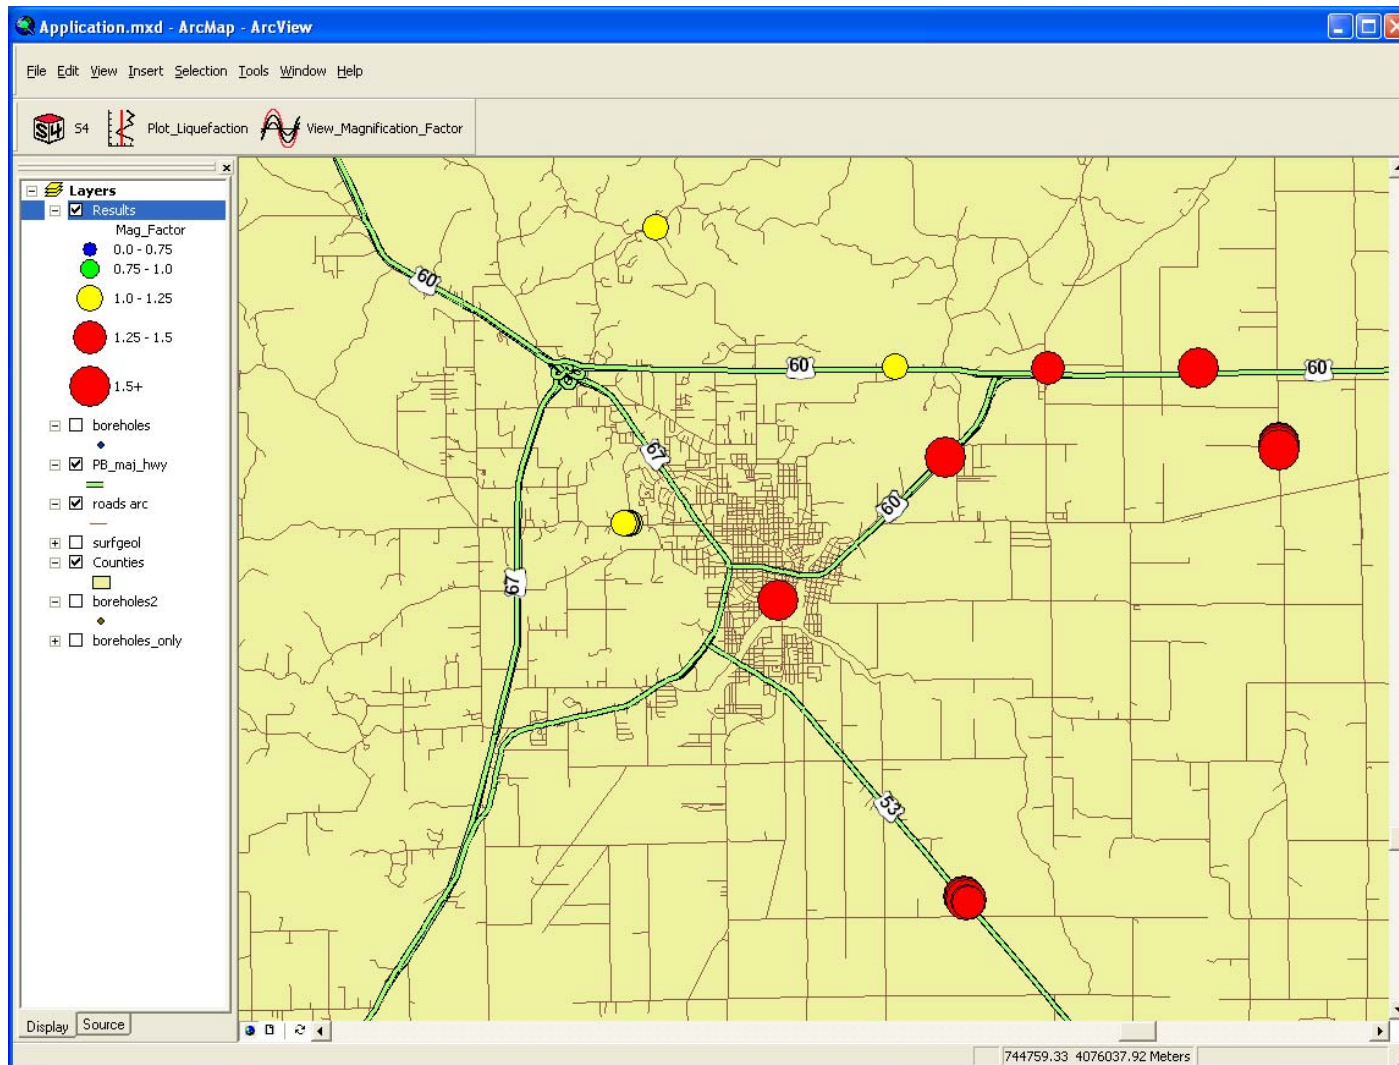 Application.mxd - ArcMap - ArcView
File Edit View Insert Selection Tools Window Help
S4 Plot_Liquefaction View_Magnification_Factor
Layers
Results
Mag_Factor
0.0 - 0.75
0.75 - 1.0
1.0 - 1.25
1.25 - 1.5
1.5+
boreholes
PB_maj_hwy
roads arc
surfgeol
Counties
boreholes2
boreholes_only
Display Source
60
60
60
67
60
67
53
744759.33 4076037.92 Meters